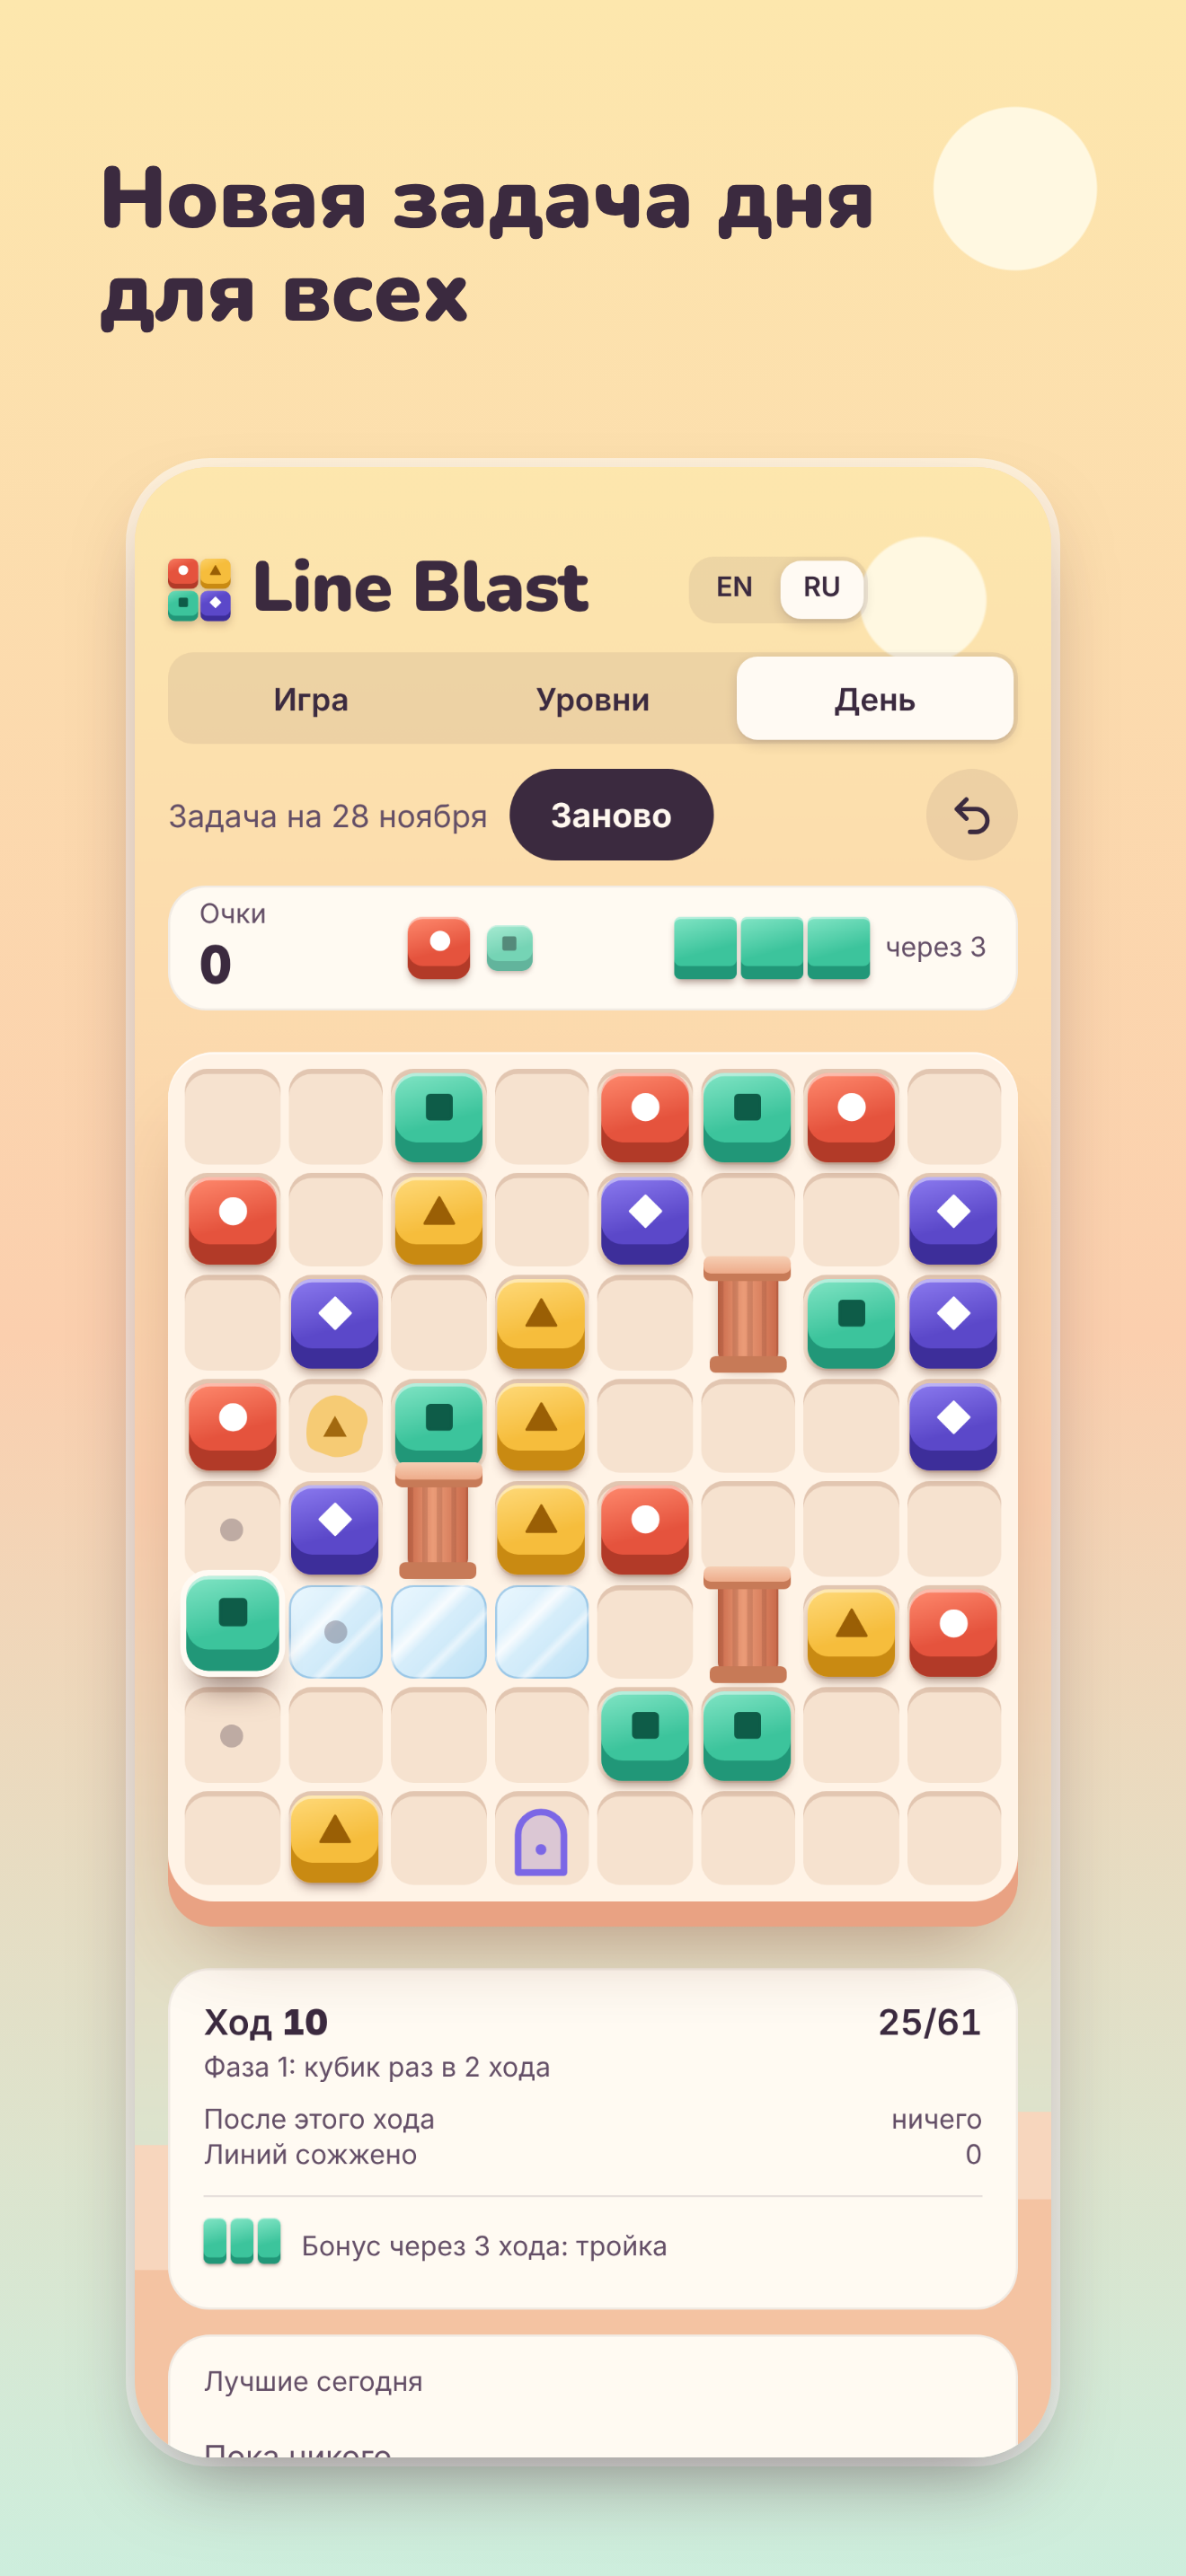 Новая задача дня
для всех
Line Blast
EN RU
Игра Уровни День
Задача на 28 ноября Заново
Очки
0
через 3
Ход 10 25/61
Фаза 1: кубик раз в 2 хода
После этого хода ничего
Линий сожжено 0
Бонус через 3 хода: тройка
Лучшие сегодня
Пока никого